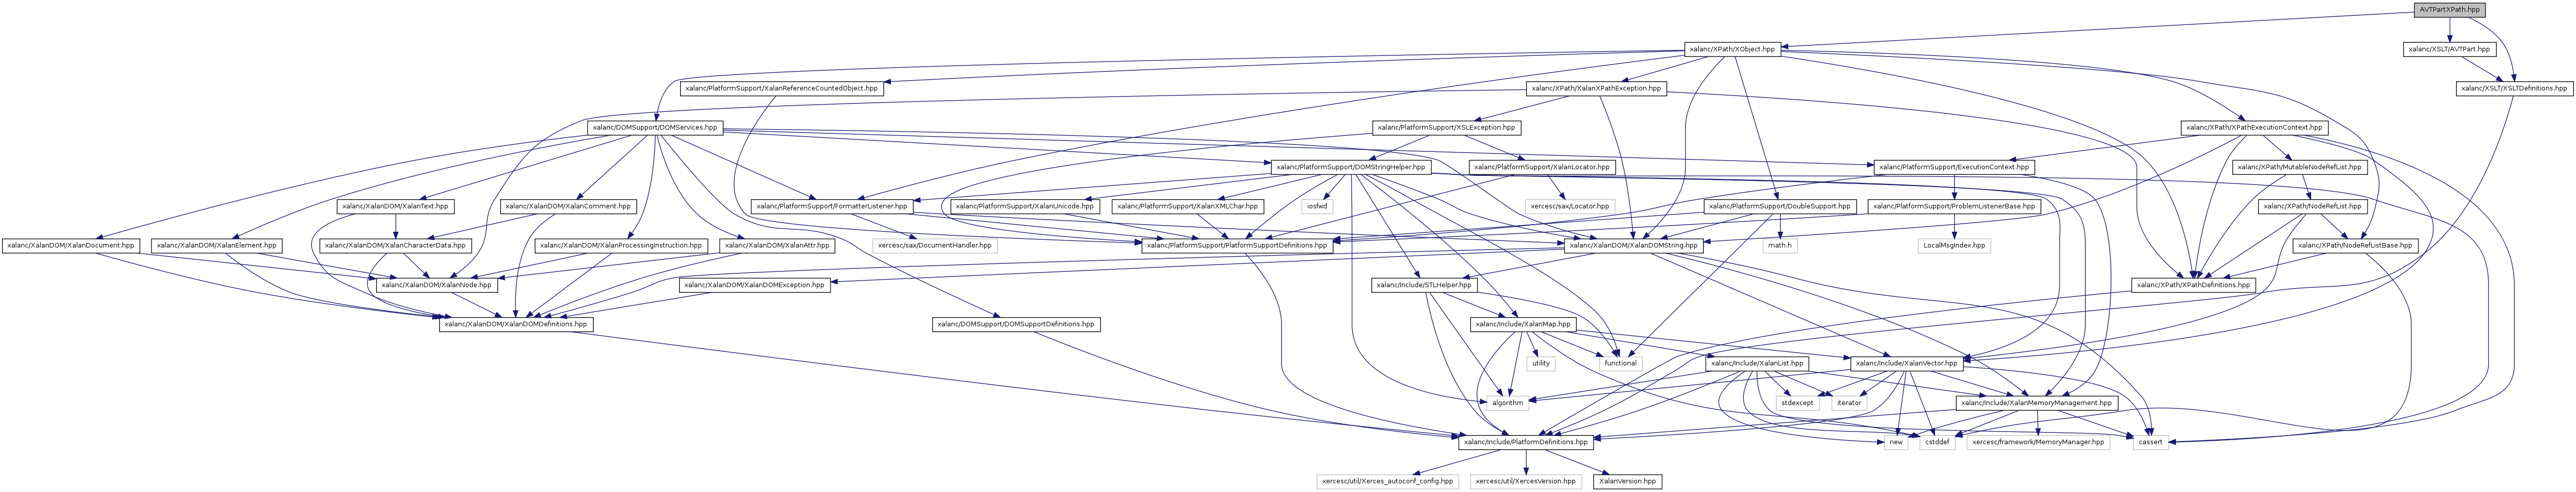 AVTPartXPath.hpp
xalanc/XPath/XObject.hpp
xalanc/XSLT/AVTPart.hpp
xalanc/PlatformSupport/XalanReferenceCountedObject.hpp
xalanc/XPath/XalanXPathException.hpp
xalanc/XSLT/XSLTDefinitions.hpp
xalanc/DOMSupport/DOMServices.hpp
xalanc/PlatformSupport/XSLException.hpp
xalanc/XPath/XPathExecutionContext.hpp
xalanc/PlatformSupport/DOMStringHelper.hpp
xalanc/PlatformSupport/XalanLocator.hpp
xalanc/PlatformSupport/ExecutionContext.hpp
xalanc/XPath/MutableNodeRefList.hpp
xalanc/XalanDOM/XalanText.hpp
xalanc/XalanDOM/XalanComment.hpp
xalanc/PlatformSupport/FormatterListener.hpp
xalanc/PlatformSupport/XalanUnicode.hpp
xalanc/PlatformSupport/XalanXMLChar.hpp
iosfwd
xercesc/sax/Locator.hpp
xalanc/PlatformSupport/DoubleSupport.hpp
xalanc/PlatformSupport/ProblemListenerBase.hpp
xalanc/XPath/NodeRefList.hpp
xalanc/XalanDOM/XalanDocument.hpp
xalanc/XalanDOM/XalanElement.hpp
xalanc/XalanDOM/XalanCharacterData.hpp
xalanc/XalanDOM/XalanProcessingInstruction.hpp
xalanc/XalanDOM/XalanAttr.hpp
xercesc/sax/DocumentHandler.hpp
xalanc/PlatformSupport/PlatformSupportDefinitions.hpp
xalanc/XalanDOM/XalanDOMString.hpp
math.h
LocalMsgIndex.hpp
xalanc/XPath/NodeRefListBase.hpp
xalanc/XalanDOM/XalanNode.hpp
xalanc/XalanDOM/XalanDOMException.hpp
xalanc/Include/STLHelper.hpp
xalanc/XPath/XPathDefinitions.hpp
xalanc/XalanDOM/XalanDOMDefinitions.hpp
xalanc/DOMSupport/DOMSupportDefinitions.hpp
xalanc/Include/XalanMap.hpp
utility
functional
xalanc/Include/XalanList.hpp
xalanc/Include/XalanVector.hpp
algorithm
stdexcept
iterator
xalanc/Include/XalanMemoryManagement.hpp
xalanc/Include/PlatformDefinitions.hpp
new
cstddef
xercesc/framework/MemoryManager.hpp
cassert
xercesc/util/Xerces_autoconf_config.hpp
xercesc/util/XercesVersion.hpp
XalanVersion.hpp